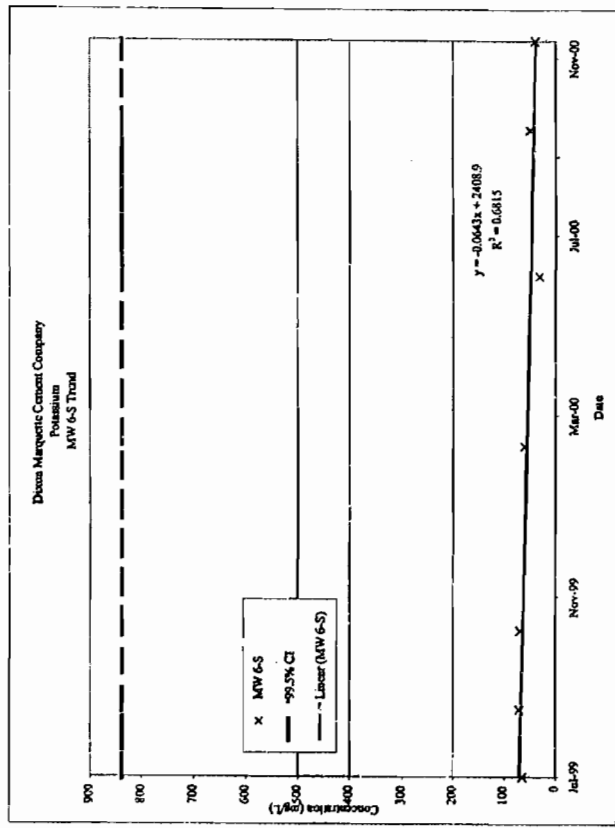 Dixon Marquette Cement Company
Potassium
MW 6-S Trend
900
800
700
600
500
400
300
200
100
0
Concentration (mg/L)
MW 6-S
99.5% CI
Linear (MW 6-S)
y = -0.0643x + 2408.9
R² = 0.6815
Jul-99
Nov-99
Mar-00
Jul-00
Nov-00
Date